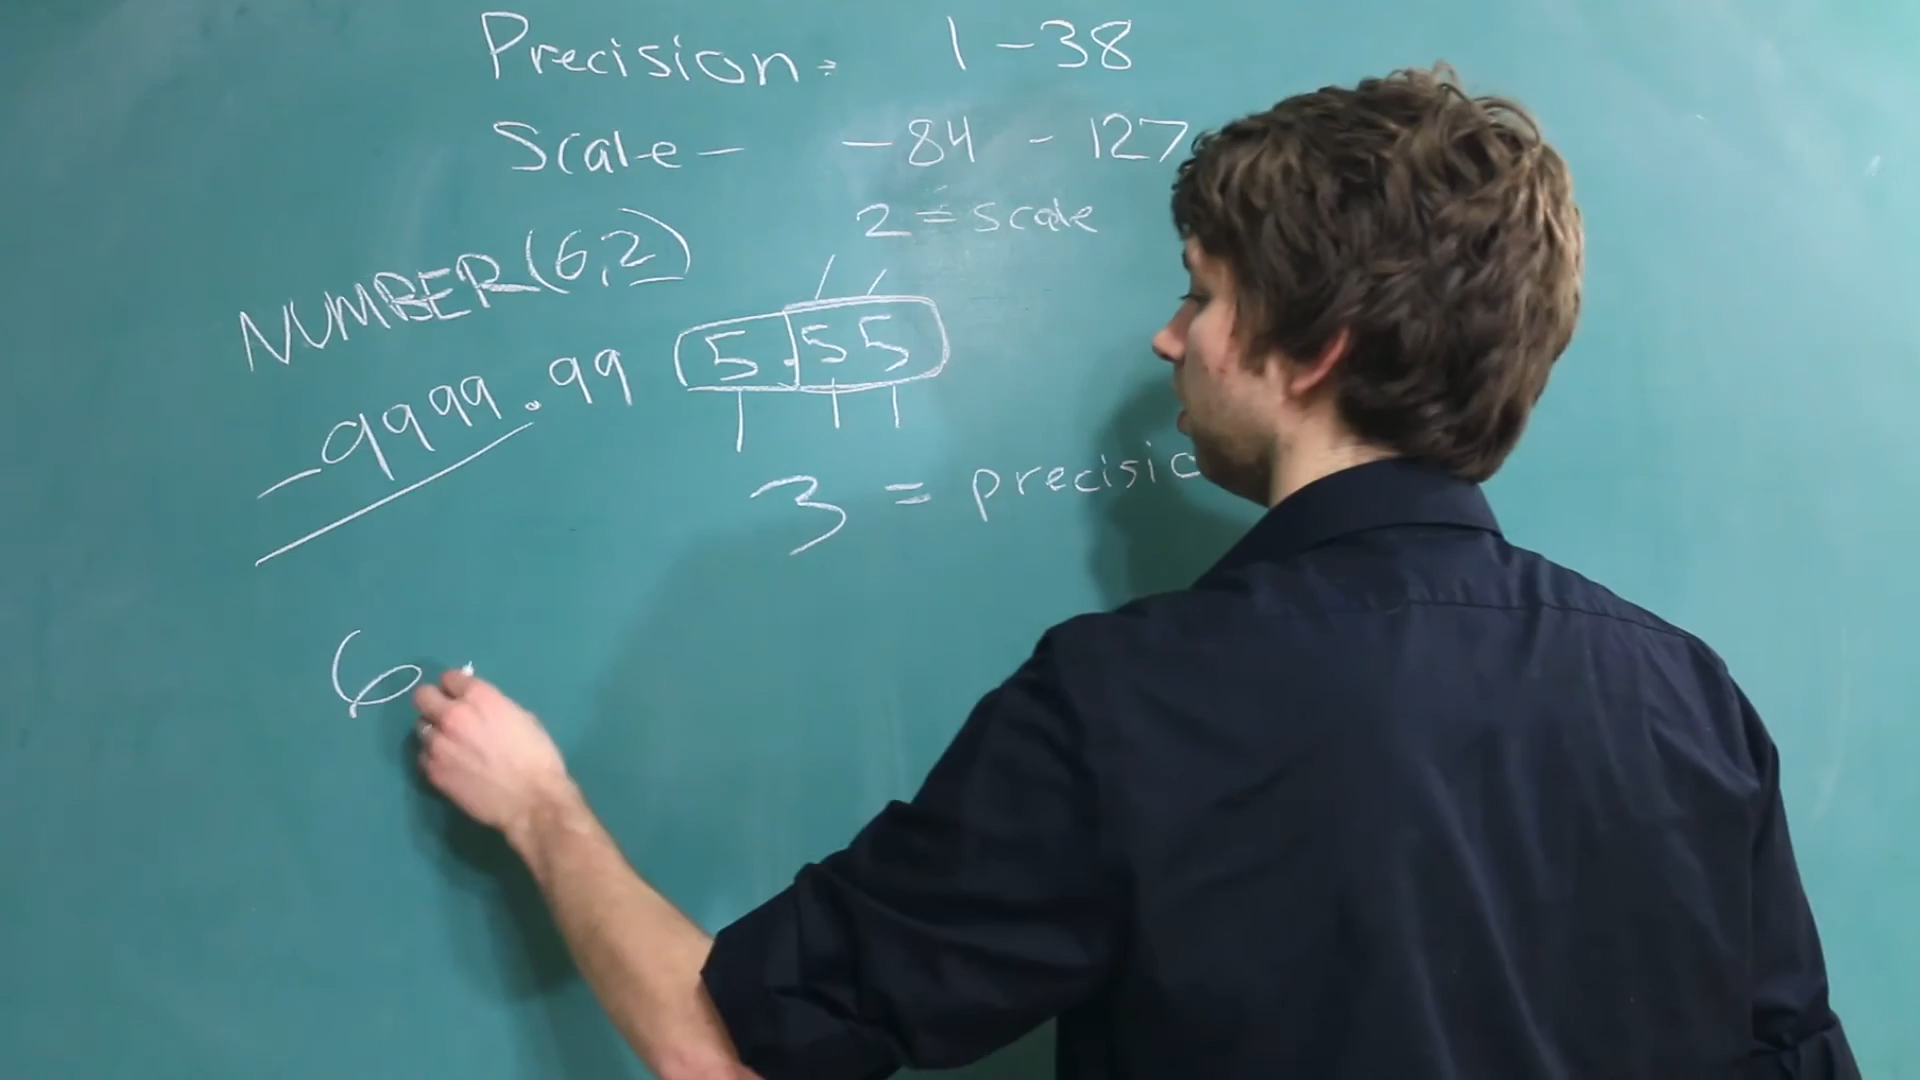 Precision = 1-38
Scale - -84 - 127
2 = scale
NUMBER(6,2)
5.55
-9999.99
3 = precisio
6